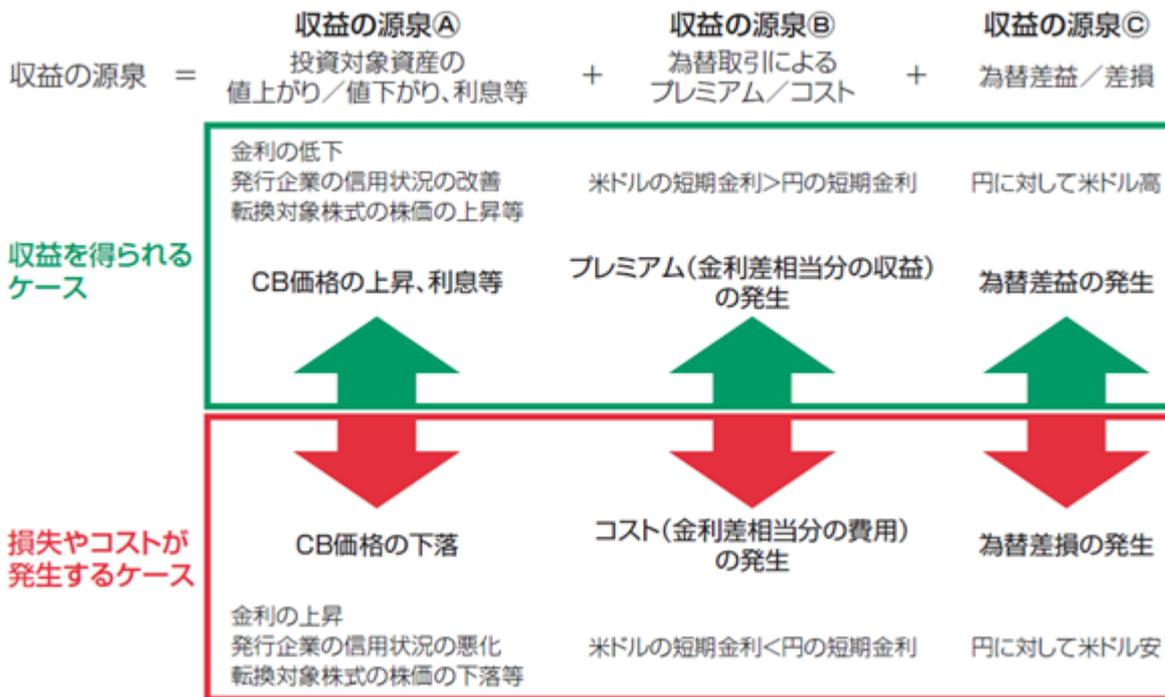 収益の源泉Ⓐ
収益の源泉Ⓑ
収益の源泉Ⓒ
収益の源泉 =
投資対象資産の
値上がり／値下がり、利息等
+
為替取引による
プレミアム／コスト
+
為替差益／差損
収益を得られる
ケース
金利の低下
発行企業の信用状況の改善
転換対象株式の株価の上昇等
米ドルの短期金利>円の短期金利
円に対して米ドル高
CB価格の上昇、利息等
プレミアム（金利差相当分の収益）
の発生
為替差益の発生
損失やコストが
発生するケース
CB価格の下落
コスト（金利差相当分の費用）
の発生
為替差損の発生
金利の上昇
発行企業の信用状況の悪化
転換対象株式の株価の下落等
米ドルの短期金利<円の短期金利
円に対して米ドル安